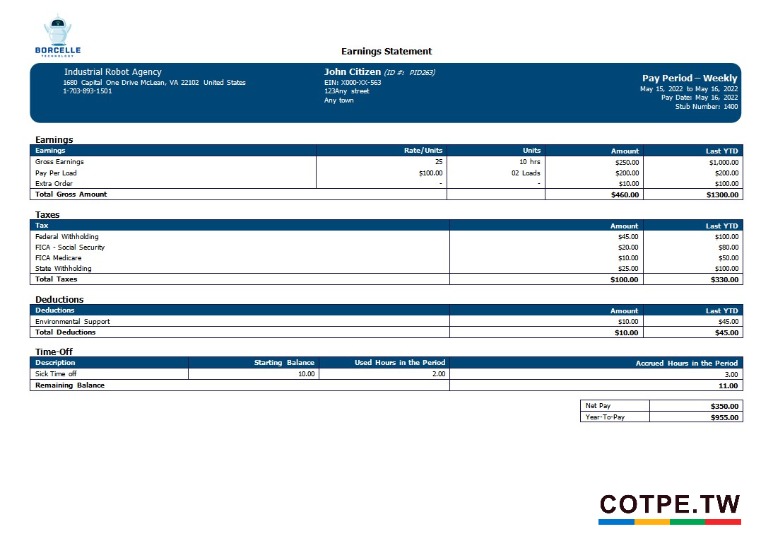 BORCELLE
TECHNOLOGY
Earnings Statement
Industrial Robot Agency
1680 Capital One Drive McLean, VA 22102 United States
1-703-893-1501
John Citizen (ID #: PID263)
EIN: X000-XX-563
123Any street
Any town
Pay Period – Weekly
May 15, 2022 to May 16, 2022
Pay Date: May 16, 2022
Stub Number: 1400
Earnings
Earnings Rate/Units Units Amount Last YTD
Gross Earnings 25 10 hrs $250.00 $1,000.00
Pay Per Load $100.00 02 Loads $200.00 $200.00
Extra Order - - $10.00 $100.00
Total Gross Amount $460.00 $1300.00
Taxes
Tax Amount Last YTD
Federal Withholding $45.00 $100.00
FICA - Social Security $20.00 $80.00
FICA Medicare $10.00 $50.00
State Withholding $25.00 $100.00
Total Taxes $100.00 $330.00
Deductions
Deductions Amount Last YTD
Environmental Support $10.00 $45.00
Total Deductions $10.00 $45.00
Time-Off
Description Starting Balance Used Hours in the Period Accrued Hours in the Period
Sick Time off 10.00 2.00 3.00
Remaining Balance 11.00
Net Pay $350.00
Year-To-Pay $955.00
COTPE.TW